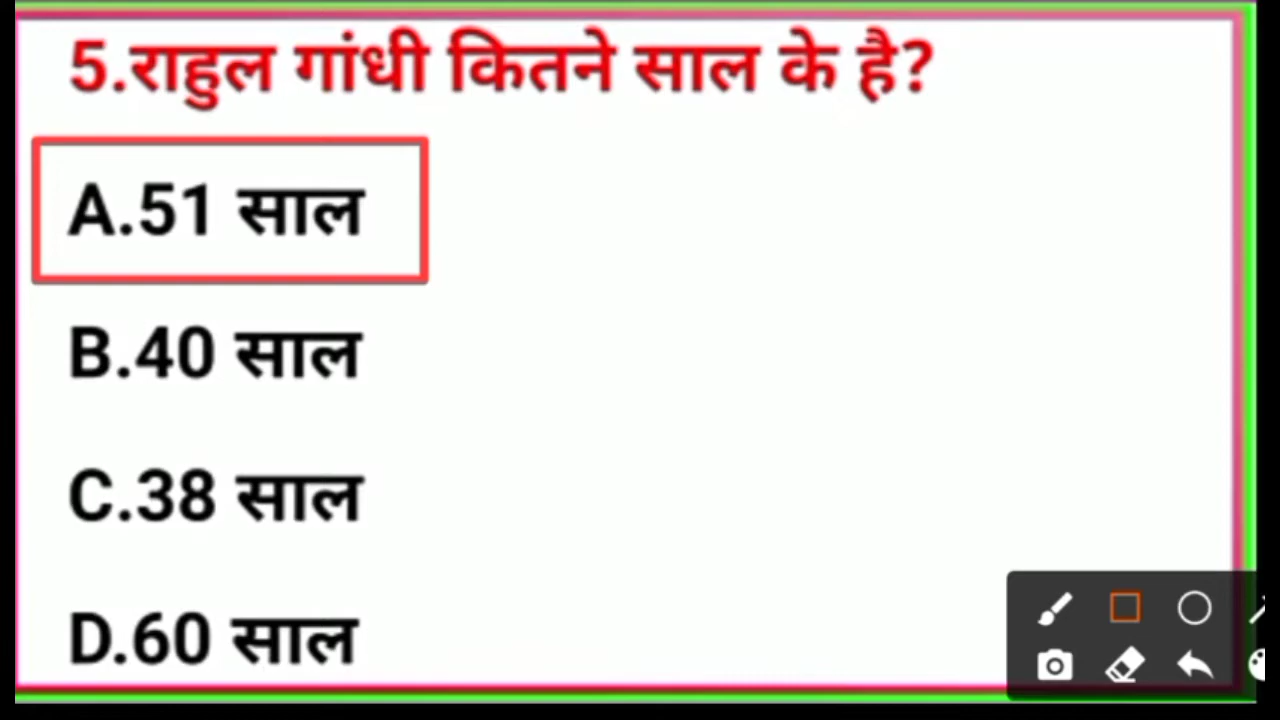 5.राहुल गांधी कितने साल के है?
A.51 साल
B.40 साल
C.38 साल
D.60 साल